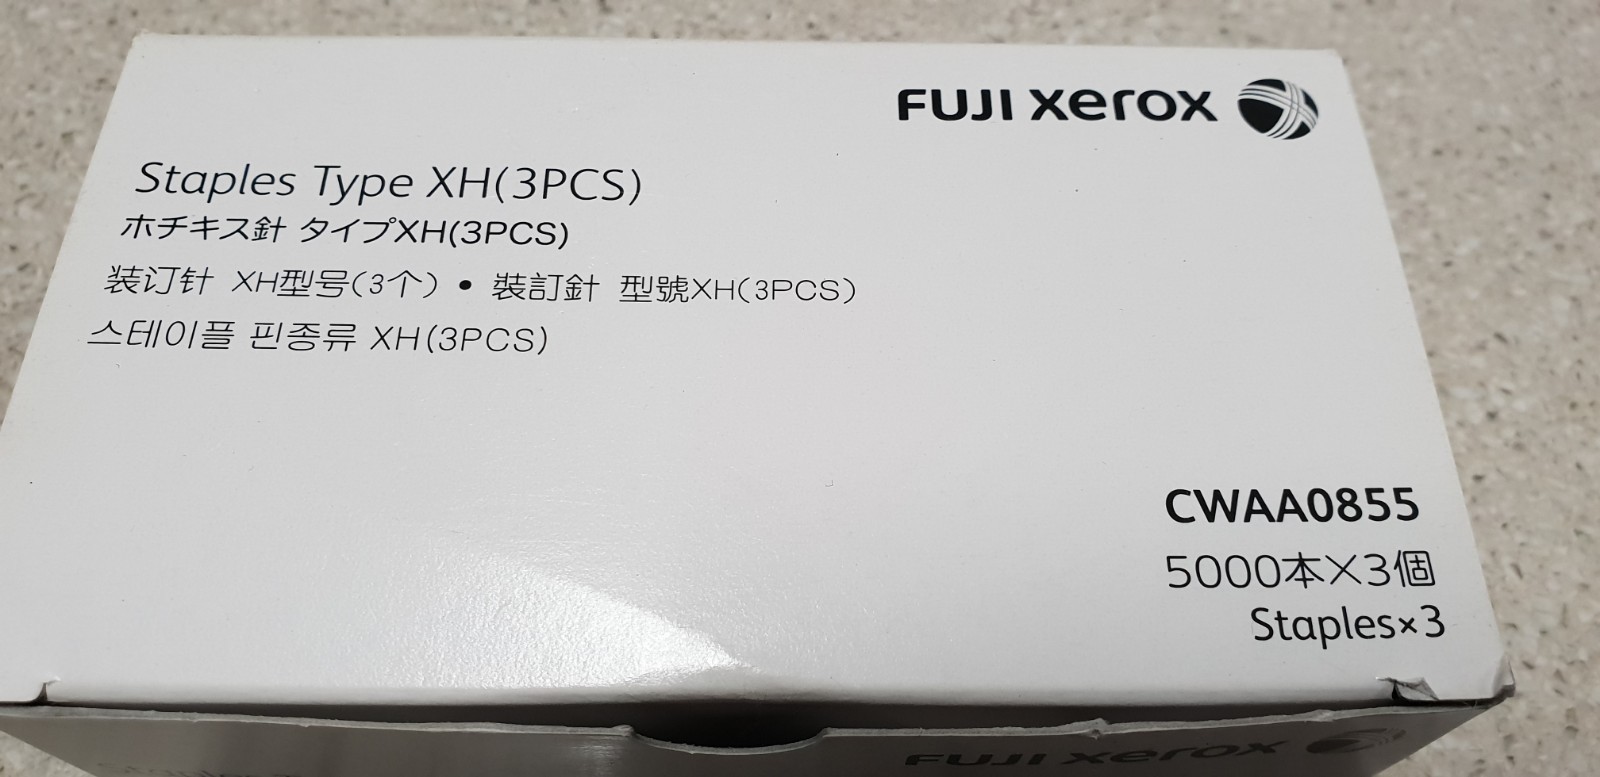 FUJI xerox
Staples Type XH(3PCS)
ホチキス針 タイプXH(3PCS)
装订针 XH型号(3个)・裝訂針 型號XH(3PCS)
스테이플 핀종류 XH(3PCS)
CWAA0855
5000本×3個
Staples×3
FUJI xerox